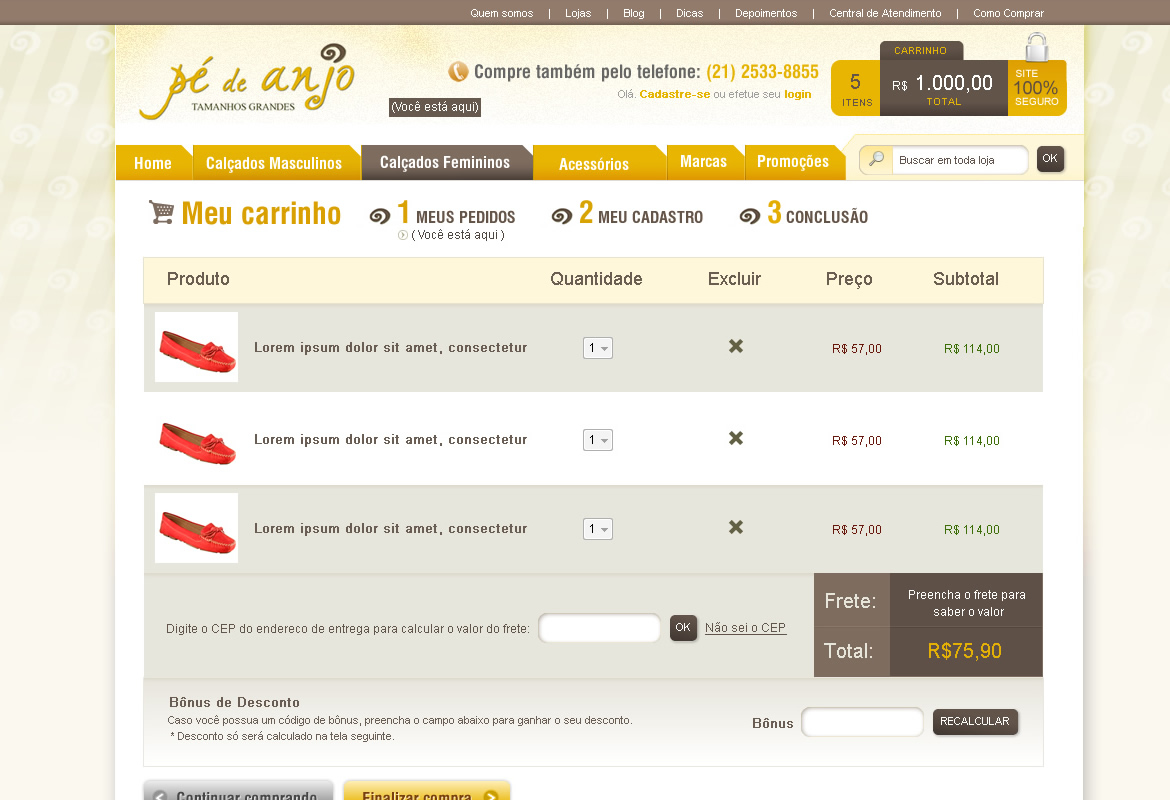 Quem somos | Lojas | Blog | Dicas | Depoimentos | Central de Atendimento | Como Comprar
pé de anjo
TAMANHOS GRANDES
(Você está aqui)
Compre também pelo telefone: (21) 2533-8855
Olá. Cadastre-se ou efetue seu login
CARRINHO
5
ITENS
R$ 1.000,00
TOTAL
SITE
100%
SEGURO
Home Calçados Masculinos Calçados Femininos Acessórios Marcas Promoções
Buscar em toda loja OK
Meu carrinho 1 MEUS PEDIDOS 2 MEU CADASTRO 3 CONCLUSÃO
( Você está aqui )
Produto Quantidade Excluir Preço Subtotal
Lorem ipsum dolor sit amet, consectetur 1 R$ 57,00 R$ 114,00
Lorem ipsum dolor sit amet, consectetur 1 R$ 57,00 R$ 114,00
Lorem ipsum dolor sit amet, consectetur 1 R$ 57,00 R$ 114,00
Digite o CEP do endereco de entrega para calcular o valor do frete: OK Não sei o CEP
Frete: Preencha o frete para
saber o valor
Total: R$75,90
Bônus de Desconto
Caso você possua um código de bônus, preencha o campo abaixo para ganhar o seu desconto.
* Desconto só será calculado na tela seguinte.
Bônus RECALCULAR
Continuar comprando Finalizar compra